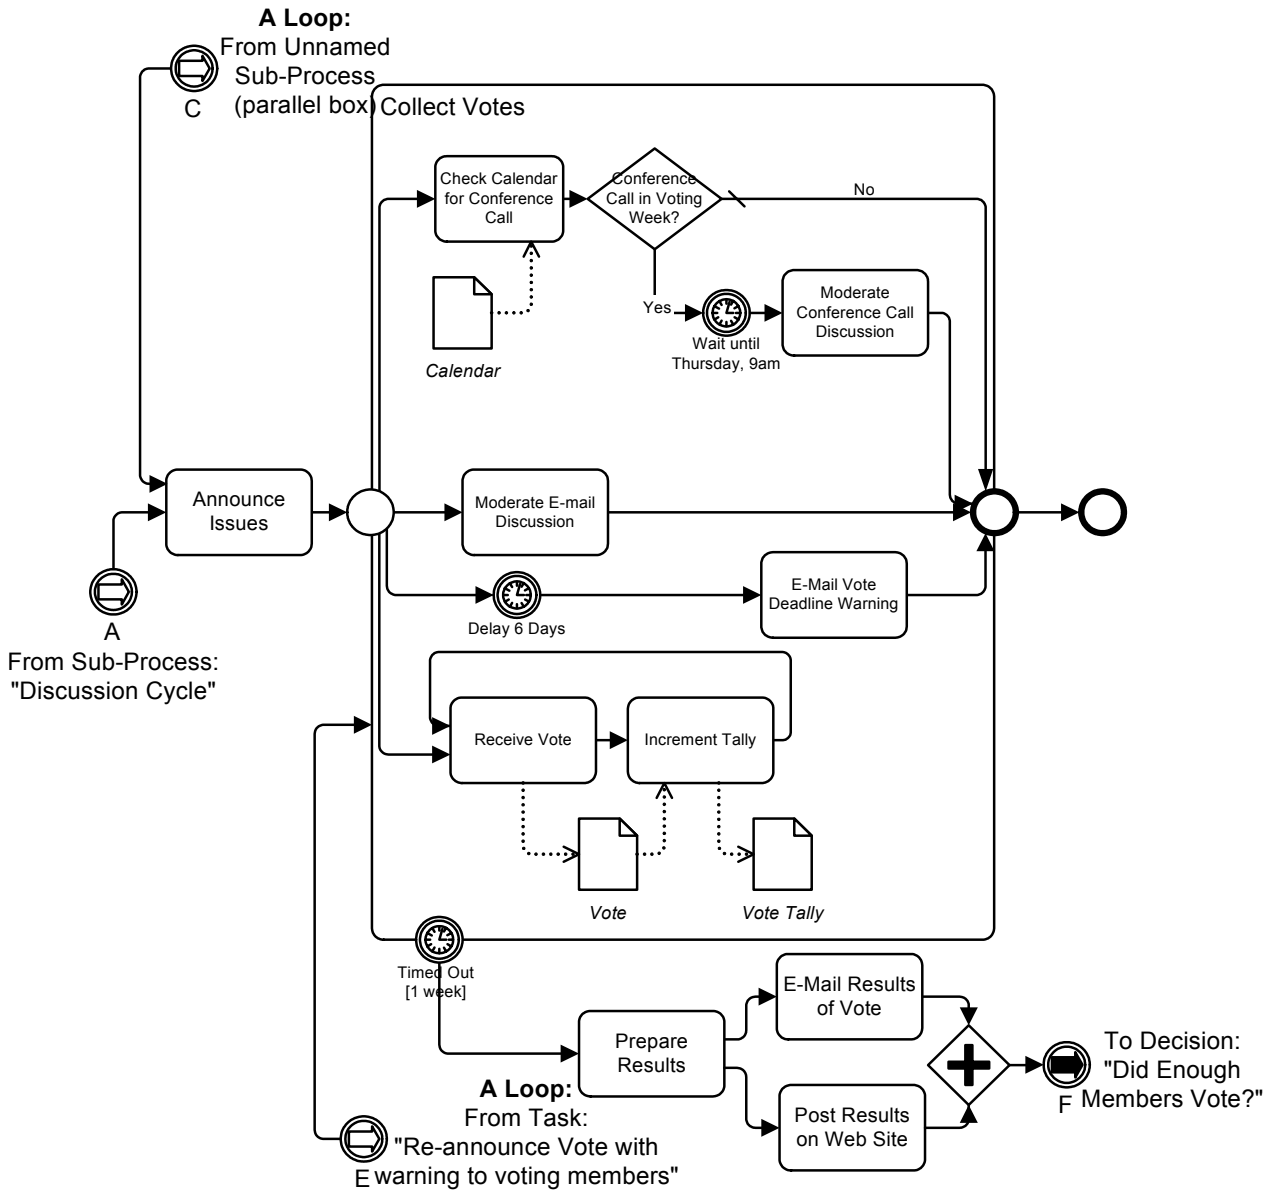 A Loop:
From Unnamed
Sub-Process
(parallel box)
C
Collect Votes
Check Calendar
for Conference
Call
Conference
Call in Voting
Week?
No
Yes
Calendar
Wait until
Thursday, 9am
Moderate
Conference Call
Discussion
Announce
Issues
Moderate E-mail
Discussion
A
From Sub-Process:
"Discussion Cycle"
Delay 6 Days
E-Mail Vote
Deadline Warning
Receive Vote
Increment Tally
Vote
Vote Tally
Timed Out
[1 week]
Prepare
Results
E-Mail Results
of Vote
Post Results
on Web Site
F
To Decision:
"Did Enough
Members Vote?"
A Loop:
From Task:
"Re-announce Vote with
warning to voting members"
E